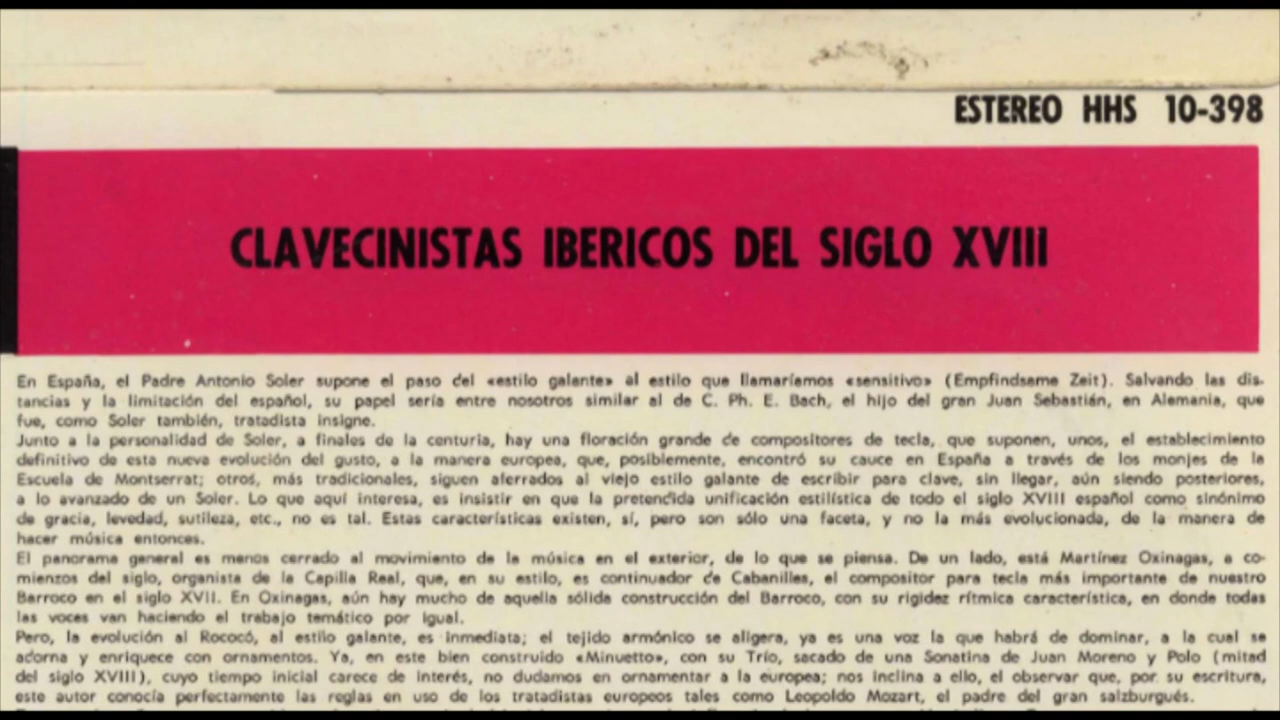 ESTEREO HHS 10-398
CLAVECINISTAS IBERICOS DEL SIGLO XVIII
En España, el Padre Antonio Soler supone el paso del «estilo galante» al estilo que llamaríamos «sensitivo» (Empfindsame Zeit). Salvando las dis-
tancias y la limitación del español, su papel sería entre nosotros similar al de C. Ph. E. Bach, el hijo del gran Juan Sebastián, en Alemania, que
fue, como Soler también, tratadista insigne.
Junto a la personalidad de Soler, a finales de la centuria, hay una floración grande de compositores de tecla, que suponen, unos, el establecimiento
definitivo de esta nueva evolución del gusto, a la manera europea, que, posiblemente, encontró su cauce en España a través de los monjes de la
Escuela de Montserrat; otros, más tradicionales, siguen aferrados al viejo estilo galante de escribir para clave, sin llegar, aún siendo posteriores,
a lo avanzado de un Soler. Lo que aquí interesa, es insistir en que la pretendida unificación estilística de todo el siglo XVIII español como sinónimo
de gracia, levedad, sutileza, etc., no es tal. Estas características existen, sí, pero son sólo una faceta, y no la más evolucionada, de la manera de
hacer música entonces.
El panorama general es menos cerrado al movimiento de la música en el exterior, de lo que se piensa. De un lado, está Martínez Oxinagas, a co-
mienzos del siglo, organista de la Capilla Real, que, en su estilo, es continuador de Cabanilles, el compositor para tecla más importante de nuestro
Barroco en el siglo XVII. En Oxinagas, aún hay mucho de aquella sólida construcción del Barroco, con su rigidez rítmica característica, en donde todas
las voces van haciendo el trabajo temático por igual.
Pero, la evolución al Rococó, al estilo galante, es inmediata; el tejido armónico se aligera, ya es una voz la que habrá de dominar, a la cual se
adorna y enriquece con ornamentos. Ya, en este bien construido «Minuetto», con su Trío, sacado de una Sonatina de Juan Moreno y Polo (mitad
del siglo XVIII), cuyo tiempo inicial carece de interés, no dudamos en ornamentar a la europea; nos inclina a ello, el observar que, por su escritura,
este autor conocía perfectamente las reglas en uso de los tratadistas europeos tales como Leopoldo Mozart, el padre del gran salzburgués.